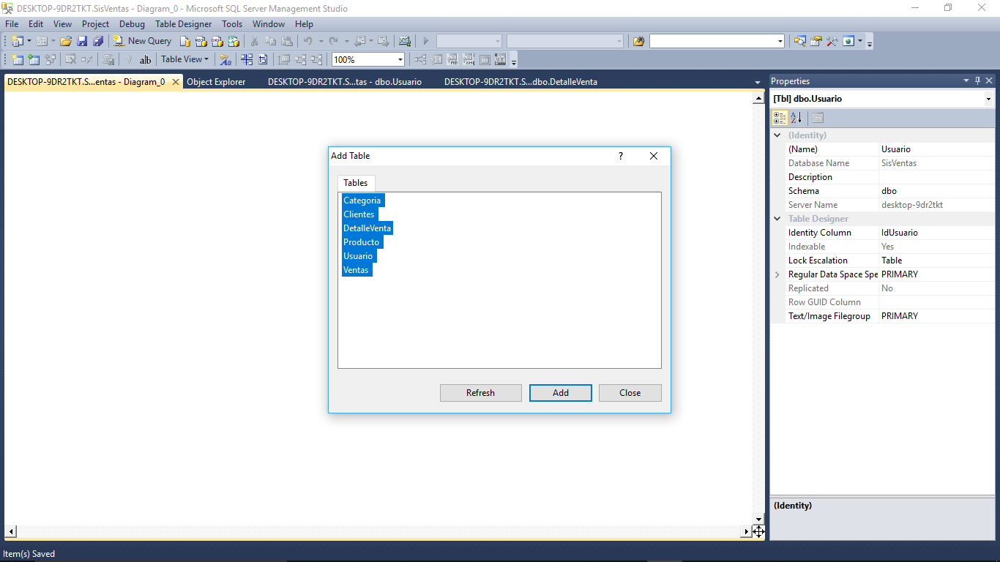 DESKTOP-9DR2TKT.SisVentas - Diagram_0 - Microsoft SQL Server Management Studio
File Edit View Project Debug Table Designer Tools Window Help
New Query
ab| Table View 100%
DESKTOP-9DR2TKT.S...entas - Diagram_0 Object Explorer DESKTOP-9DR2TKT.S...tas - dbo.Usuario DESKTOP-9DR2TKT.S...dbo.DetalleVenta
Add Table ?
Tables
Categoria
Clientes
DetalleVenta
Producto
Usuario
Ventas
Refresh Add Close
Properties
[Tbl] dbo.Usuario
(Identity)
(Name) Usuario
Database Name SisVentas
Description
Schema dbo
Server Name desktop-9dr2tkt
Table Designer
Identity Column IdUsuario
Indexable Yes
Lock Escalation Table
Regular Data Space Spe PRIMARY
Replicated No
Row GUID Column
Text/Image Filegroup PRIMARY
(Identity)
Item(s) Saved